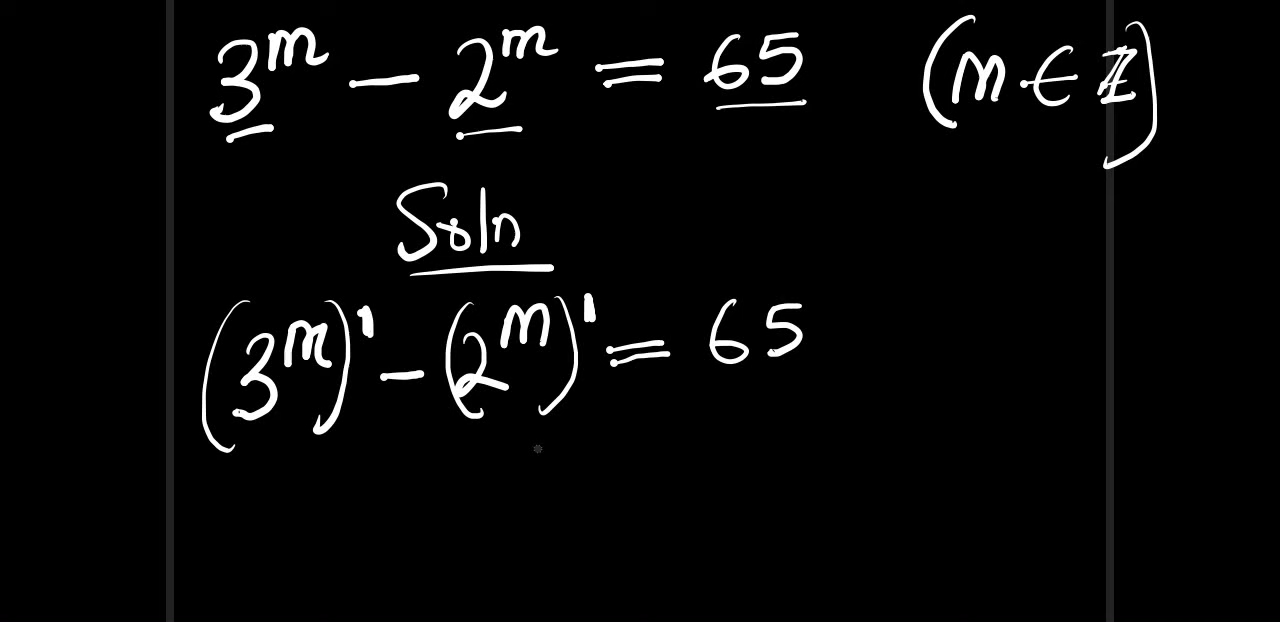 3^m - 2^m = 65 (m ∈ ℤ)
Soln
(3^m)^1 - (2^m)^1 = 65